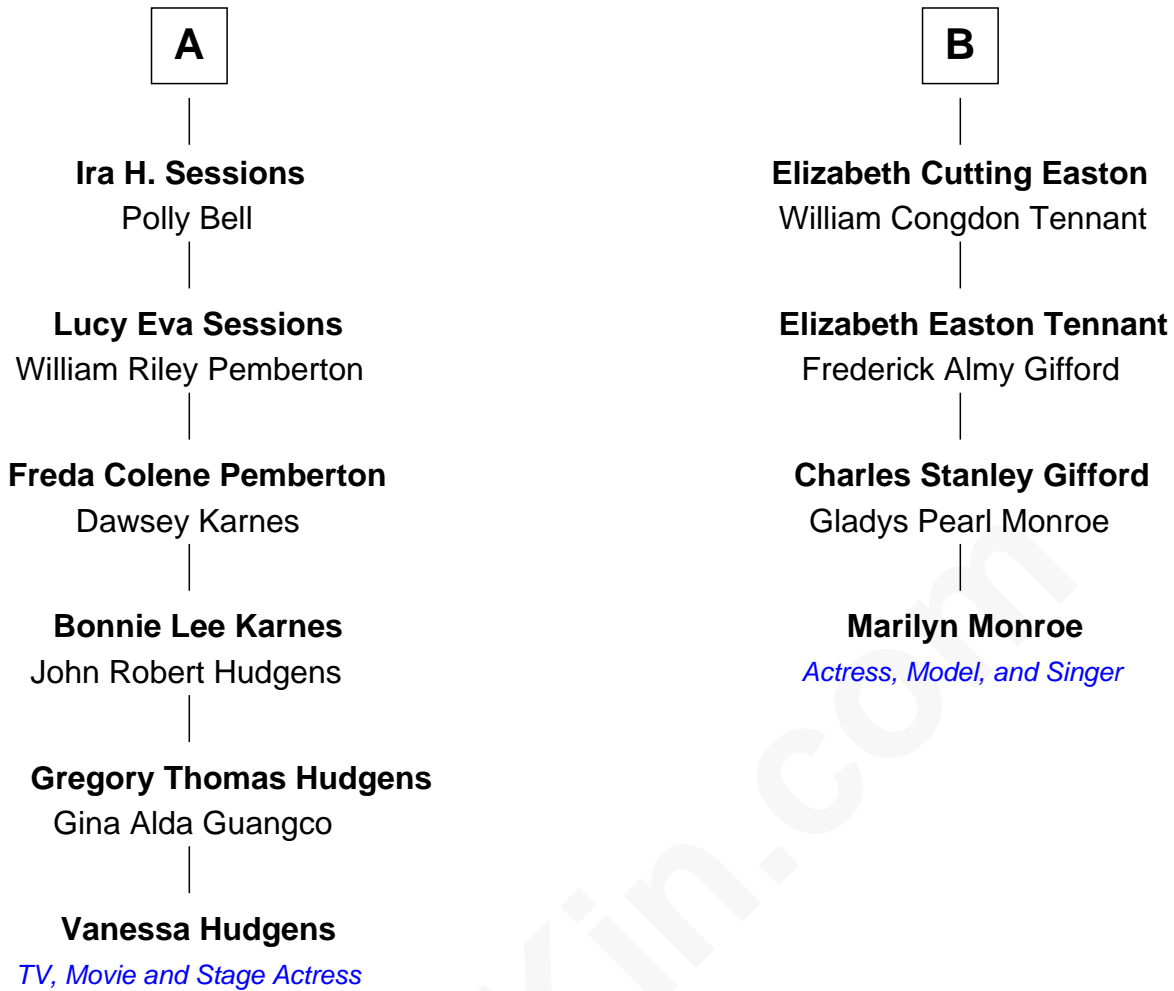 A
Ira H. Sessions
Polly Bell
Lucy Eva Sessions
William Riley Pemberton
Freda Colene Pemberton
Dawsey Karnes
Bonnie Lee Karnes
John Robert Hudgens
Gregory Thomas Hudgens
Gina Alda Guangco
Vanessa Hudgens
TV, Movie and Stage Actress
B
Elizabeth Cutting Easton
William Congdon Tennant
Elizabeth Easton Tennant
Frederick Almy Gifford
Charles Stanley Gifford
Gladys Pearl Monroe
Marilyn Monroe
Actress, Model, and Singer